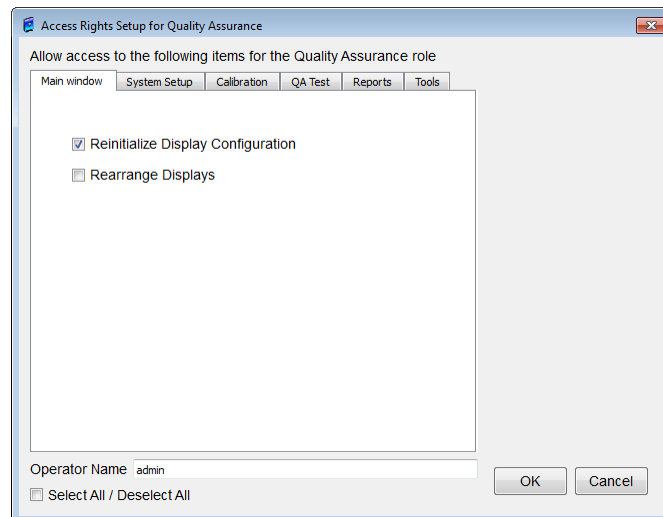 Access Rights Setup for Quality Assurance
Allow access to the following items for the Quality Assurance role
Main window System Setup Calibration QA Test Reports Tools
Reinitialize Display Configuration
Rearrange Displays
Operator Name admin
OK Cancel
Select All / Deselect All